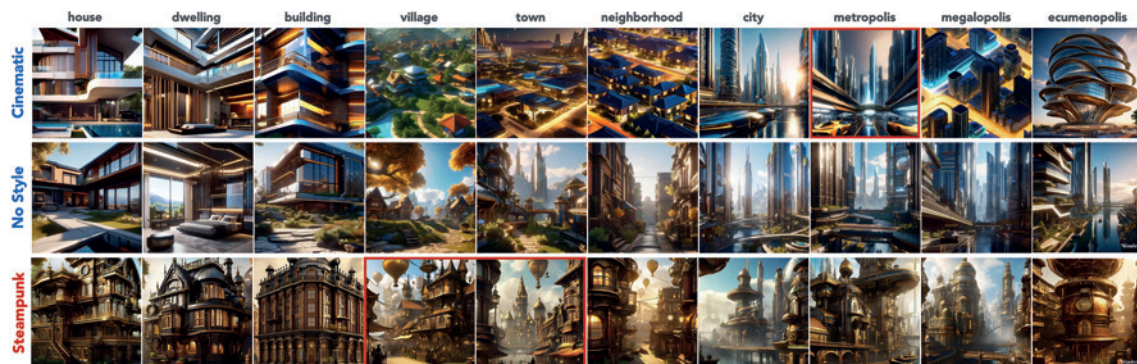 house dwelling building village town neighborhood city metropolis megalopolis ecumenopolis
Cinematic
No Style
Steampunk